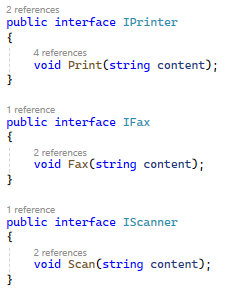 2 references
public interface IPrinter
{
4 references
void Print(string content);
}
1 reference
public interface IFax
{
2 references
void Fax(string content);
}
1 reference
public interface IScanner
{
2 references
void Scan(string content);
}